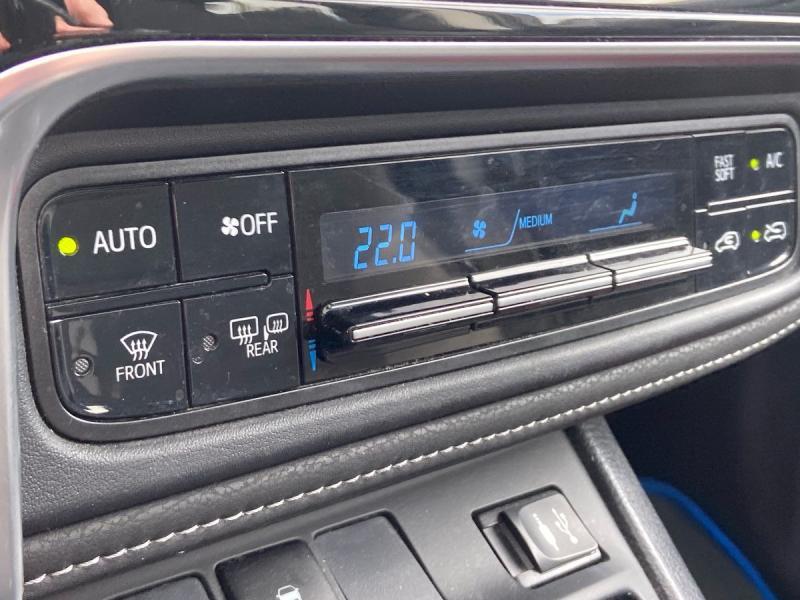 AUTO
OFF
22.0
MEDIUM
FAST
SOFT
A/C
FRONT
REAR